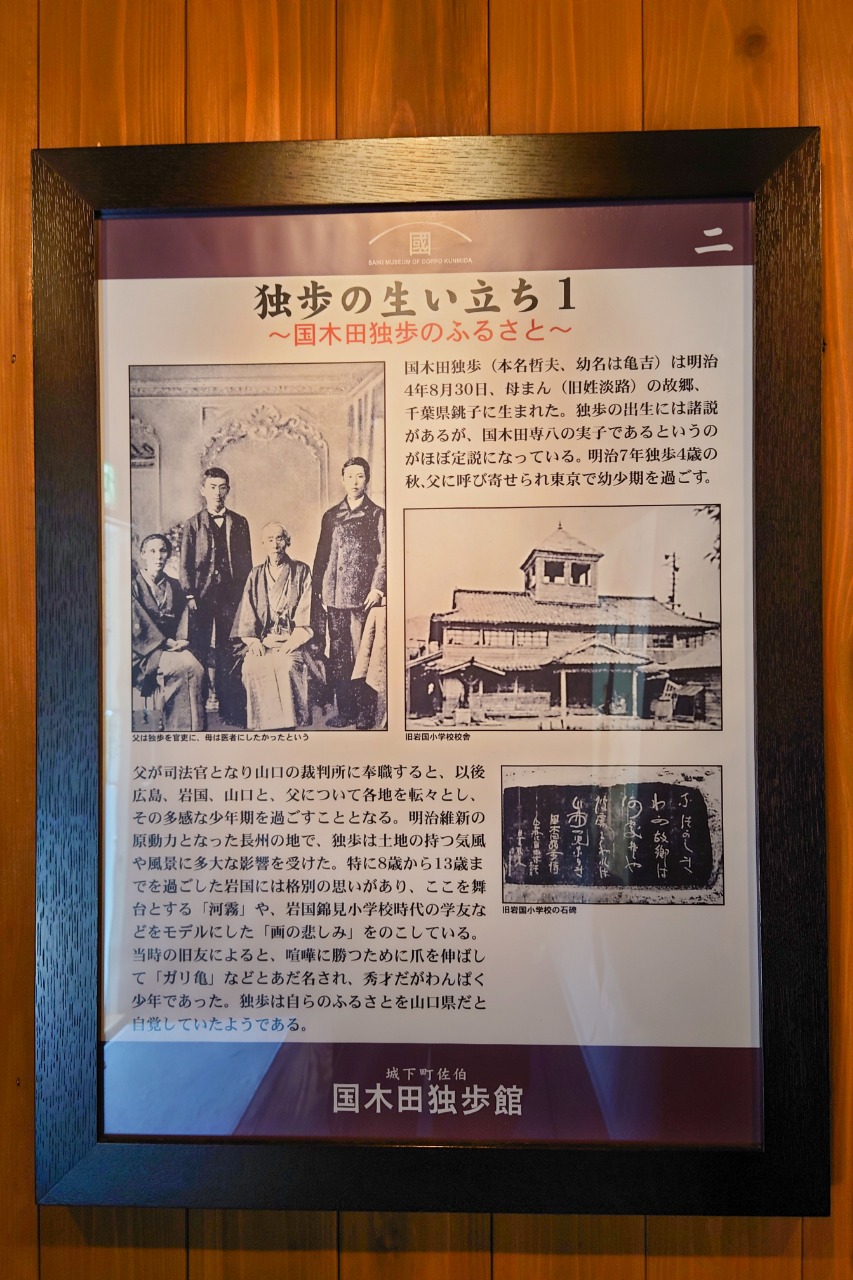 二
國
SAIKI MUSEUM OF DOPPO KUNIKIDA
独歩の生い立ち1
～国木田独歩のふるさと～
国木田独歩（本名哲夫、幼名は亀吉）は明治
4年8月30日、母まん（旧姓淡路）の故郷、
千葉県銚子に生まれた。独歩の出生には諸説
があるが、国木田専八の実子であるというの
がほぼ定説になっている。明治7年独歩4歳の
秋、父に呼び寄せられ東京で幼少期を過ごす。
父は独歩を官吏に、母は医者にしたかったという
旧岩国小学校校舎
父が司法官となり山口の裁判所に奉職すると、以後
広島、岩国、山口と、父について各地を転々とし、
その多感な少年期を過ごすこととなる。明治維新の
原動力となった長州の地で、独歩は土地の持つ気風
や風景に多大な影響を受けた。特に8歳から13歳ま
でを過ごした岩国には格別の思いがあり、ここを舞
台とする「河霧」や、岩国錦見小学校時代の学友な
どをモデルにした「画の悲しみ」をのこしている。
当時の旧友によると、喧嘩に勝つために爪を伸ばし
て「ガリ亀」などとあだ名され、秀才だがわんぱく
少年であった。独歩は自らのふるさとを山口県だと
自覚していたようである。
旧岩国小学校の石碑
城下町佐伯
国木田独歩館